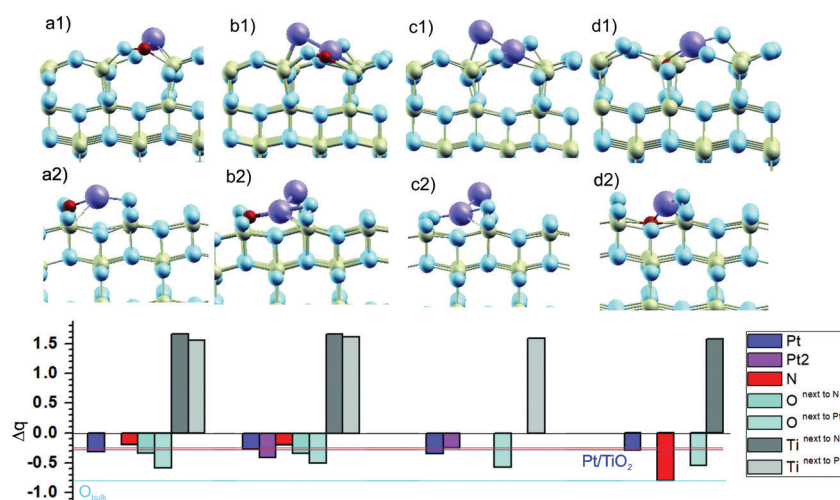 a1)
b1)
c1)
d1)
a2)
b2)
c2)
d2)
1.5
1.0
0.5
0.0
-0.5
-1.0
Δq
Pt/TiO2
Obulk
Pt
Pt2
N
O next to N
O next to Pt
Ti next to N
Ti next to P